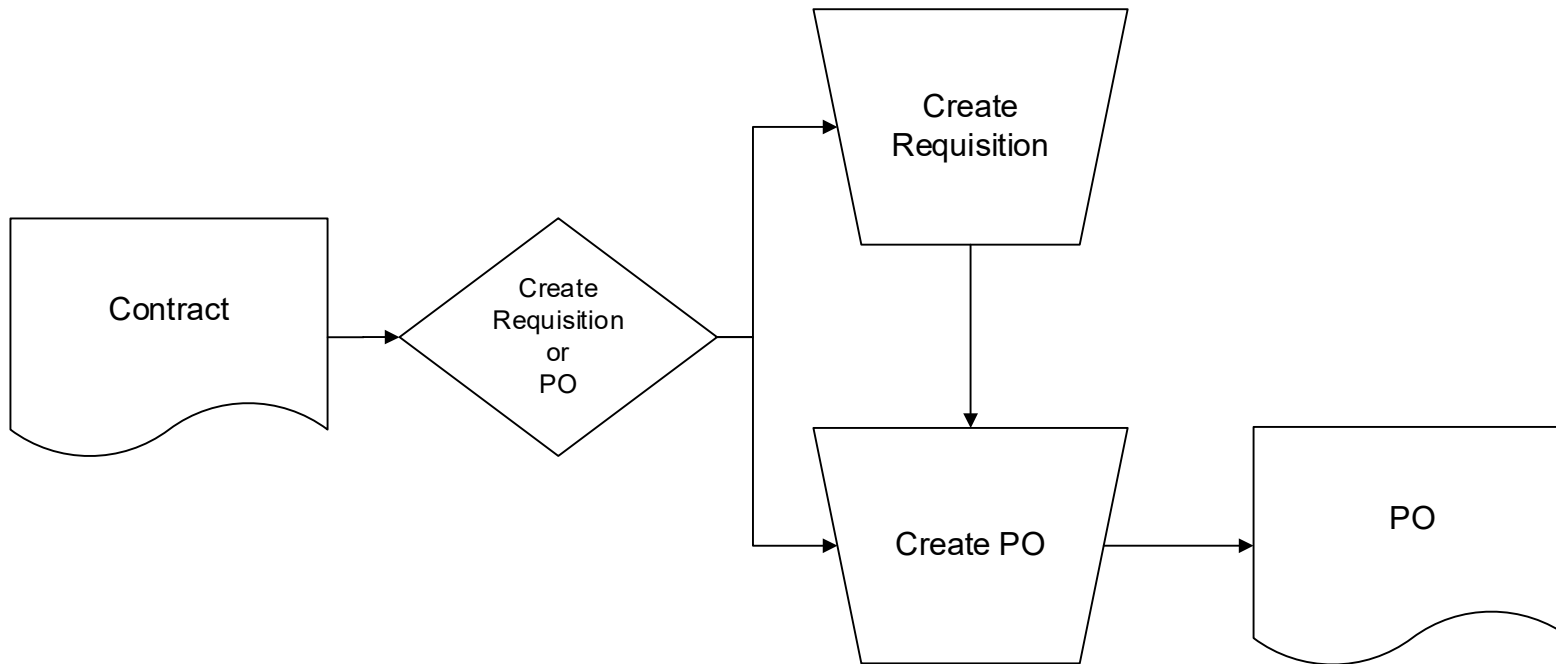 Contract
Create
Requisition
or
PO
Create
Requisition
Create PO
PO